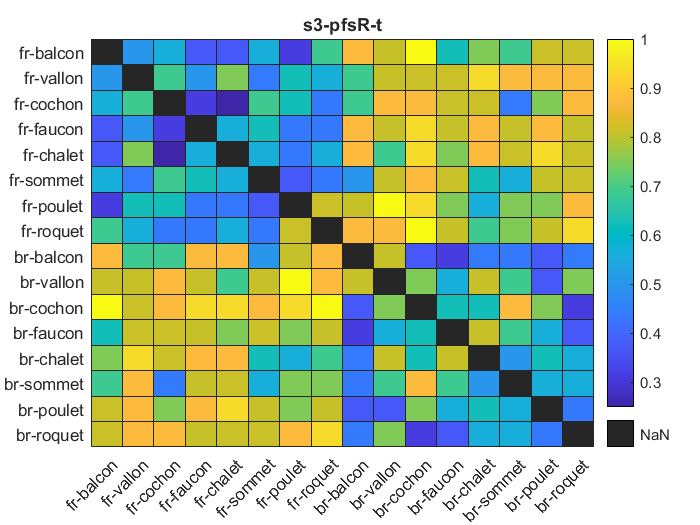 s3-pfsR-t
fr-balcon
fr-vallon
fr-cochon
fr-faucon
fr-chalet
fr-sommet
fr-poulet
fr-roquet
br-balcon
br-vallon
br-cochon
br-faucon
br-chalet
br-sommet
br-poulet
br-roquet
fr-balcon
fr-vallon
fr-cochon
fr-faucon
fr-chalet
fr-sommet
fr-poulet
fr-roquet
br-balcon
br-vallon
br-cochon
br-faucon
br-chalet
br-sommet
br-poulet
br-roquet
1
0.9
0.8
0.7
0.6
0.5
0.4
0.3
NaN